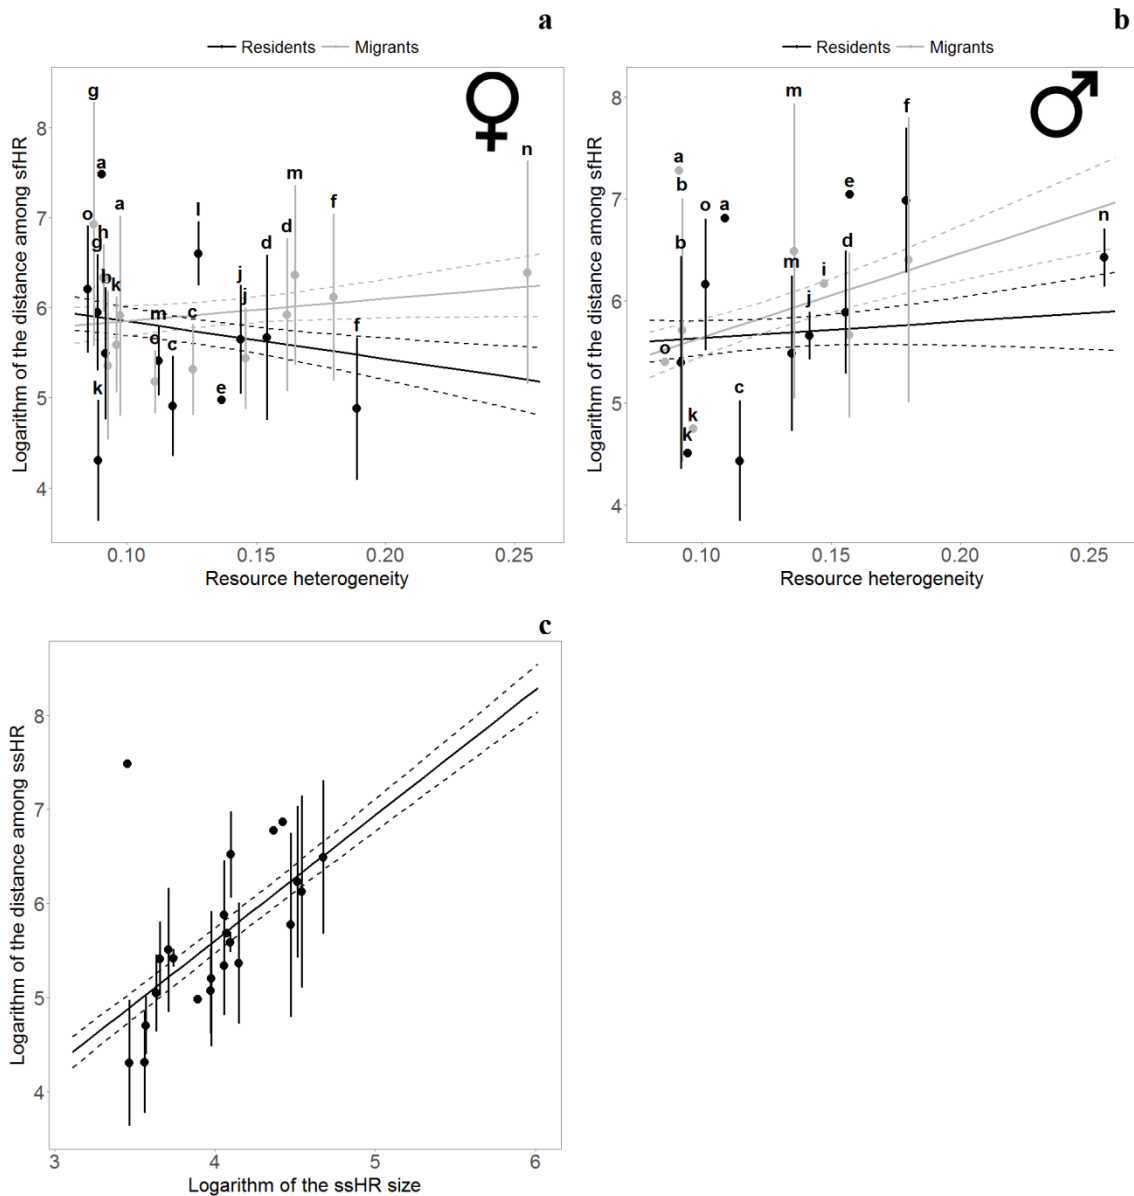 a
b
Residents Migrants
Residents Migrants
g
a
o
a
g
h
b
k
k
m
e
c
c
l
j
j
e
d
d
m
f
f
n
8
7
6
5
4
0.10 0.15 0.20 0.25
Resource heterogeneity
Logarithm of the distance among sfHR
a
b
b
o
o
a
k
k
c
m
m
j
i
e
d
f
n
8
7
6
5
4
0.10 0.15 0.20 0.25
Resource heterogeneity
Logarithm of the distance among sfHR
c
8
7
6
5
4
3 4 5 6
Logarithm of the ssHR size
Logarithm of the distance among ssHR